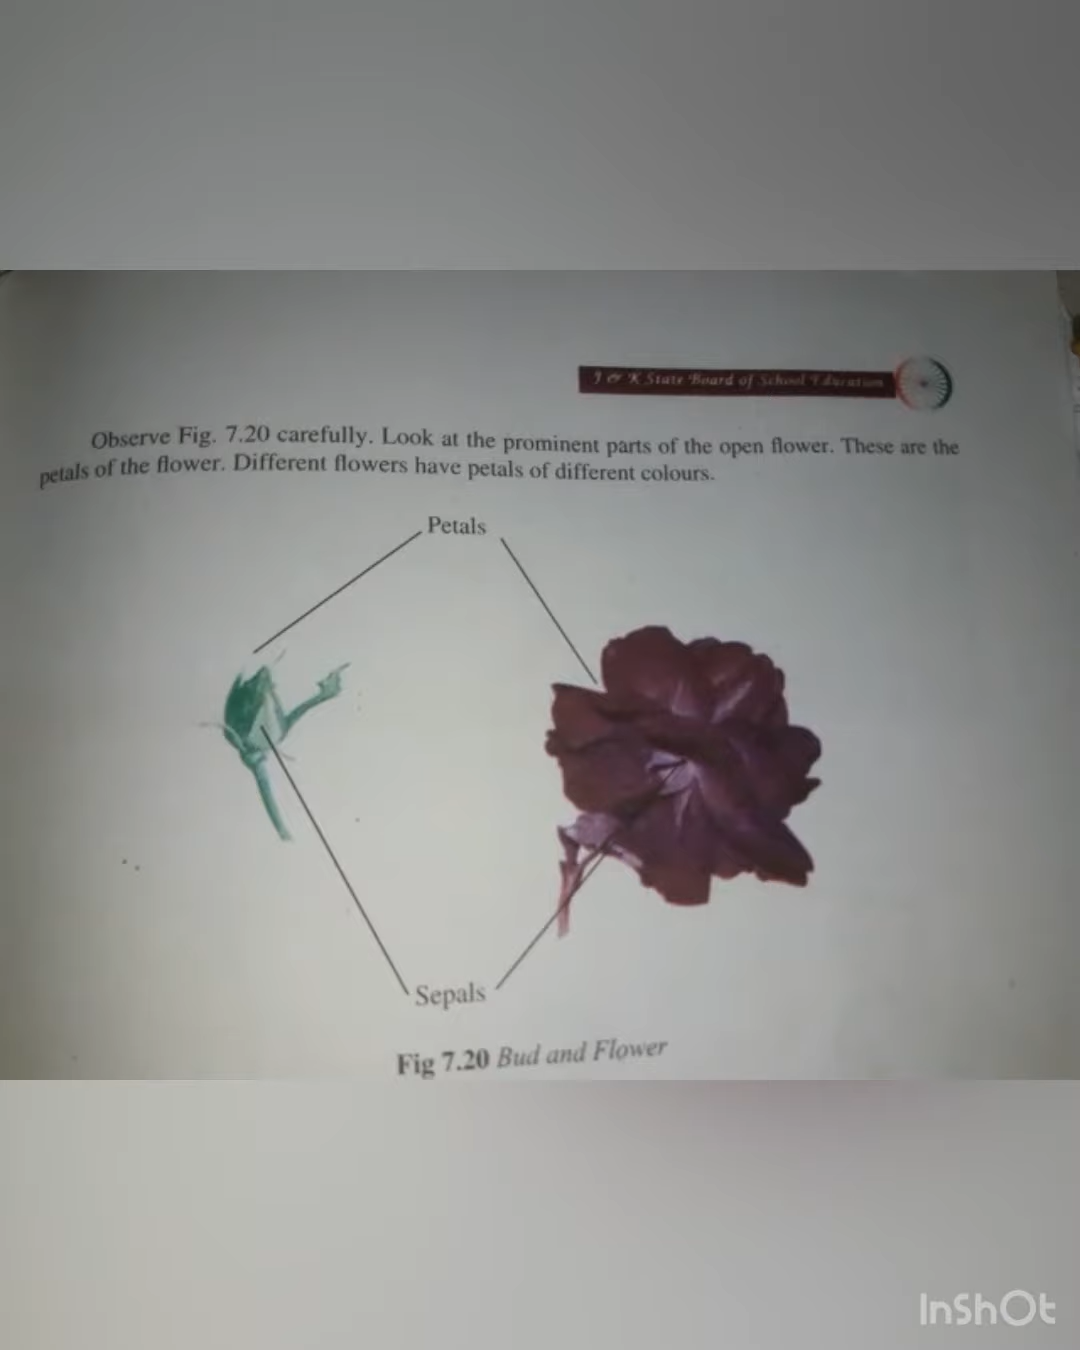 J & K State Board of School Education
Observe Fig. 7.20 carefully. Look at the prominent parts of the open flower. These are the
petals of the flower. Different flowers have petals of different colours.
Petals
Sepals
Fig 7.20 Bud and Flower
InShOt